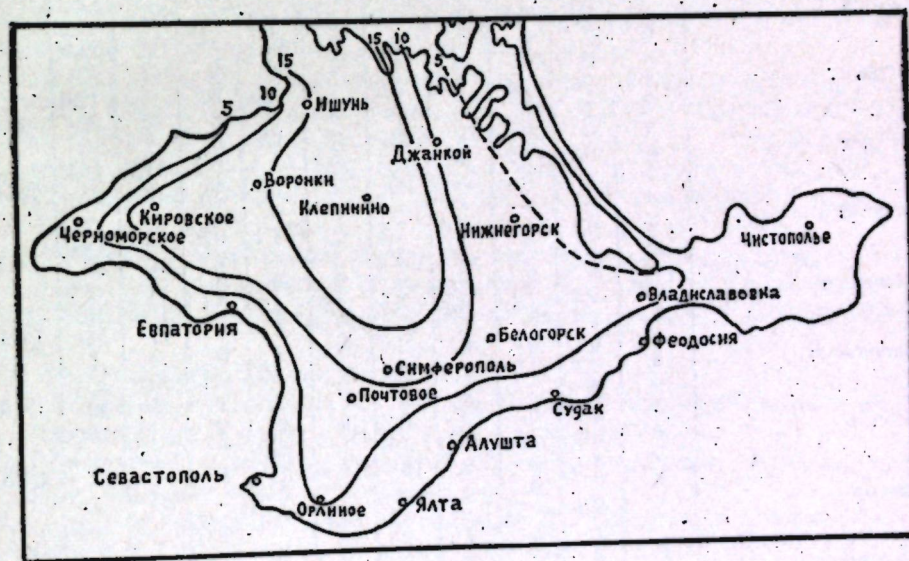 15 10
5
15
10
5
Ишунь
Джанкой
Воронки
Клепинино
Кировское
Черноморское
Нижнегорск
Чистополье
Владиславовка
Евпатория
Белогорск
Феодосия
Симферополь
Почтовое
Судак
Алушта
Севастополь
Орлиное
Ялта